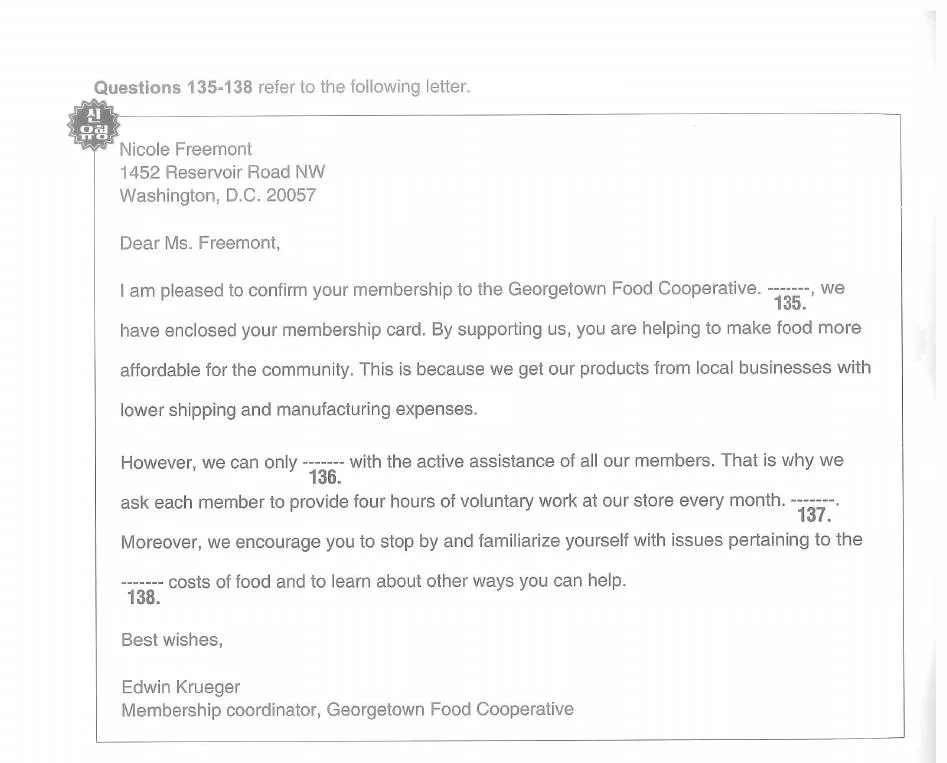 Questions 135-138 refer to the following letter.
신
유형
Nicole Freemont
1452 Reservoir Road NW
Washington, D.C. 20057
Dear Ms. Freemont,
I am pleased to confirm your membership to the Georgetown Food Cooperative. -------, we
135.
have enclosed your membership card. By supporting us, you are helping to make food more
affordable for the community. This is because we get our products from local businesses with
lower shipping and manufacturing expenses.
However, we can only ------- with the active assistance of all our members. That is why we
136.
ask each member to provide four hours of voluntary work at our store every month. -------.
137.
Moreover, we encourage you to stop by and familiarize yourself with issues pertaining to the
------- costs of food and to learn about other ways you can help.
138.
Best wishes,
Edwin Krueger
Membership coordinator, Georgetown Food Cooperative